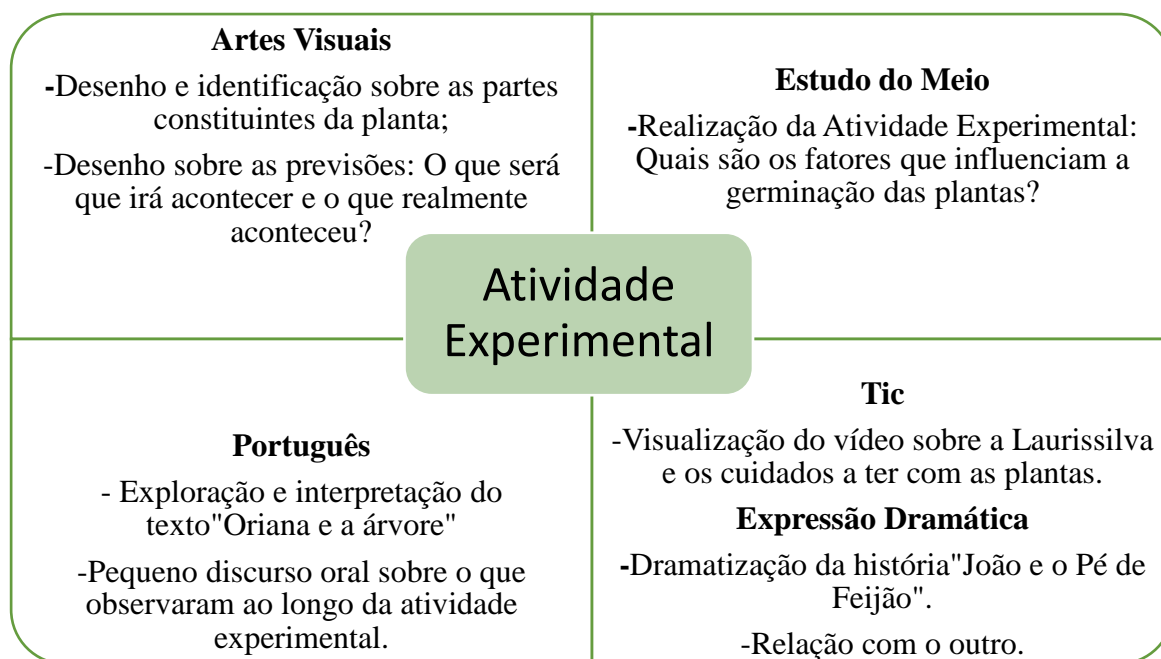 Artes Visuais
-Desenho e identificação sobre as partes
constituintes da planta;
-Desenho sobre as previsões: O que será
que irá acontecer e o que realmente
aconteceu?
Estudo do Meio
-Realização da Atividade Experimental:
Quais são os fatores que influenciam a
germinação das plantas?
Atividade
Experimental
Português
- Exploração e interpretação do
texto"Oriana e a árvore"
-Pequeno discurso oral sobre o que
observaram ao longo da atividade
experimental.
Tic
-Visualização do vídeo sobre a Laurissilva
e os cuidados a ter com as plantas.
Expressão Dramática
-Dramatização da história"João e o Pé de
Feijão".
-Relação com o outro.